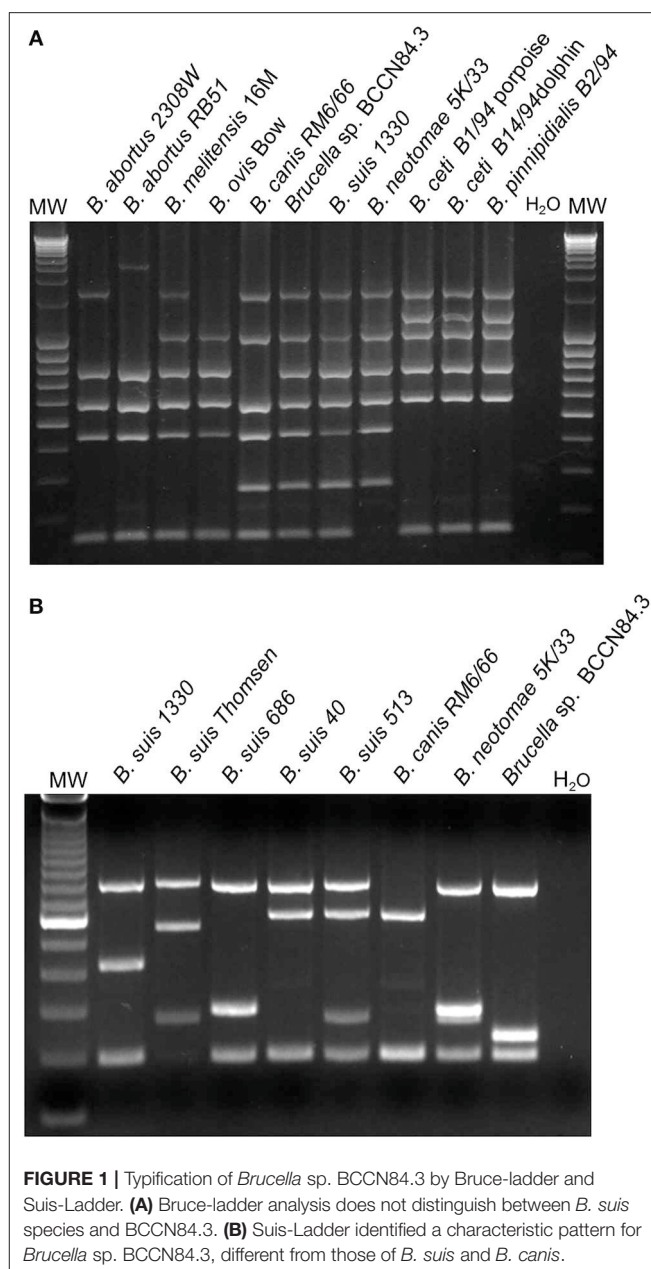 A
MW
B. abortus 2308W
B. abortus RB51
B. melitensis 16M
B. ovis Bow
B. canis RM6/66
Brucella sp. BCCN84.3
B. suis 1330
B. neotomae 5K/33
B. ceti B1/94 porpoise
B. ceti B14/94dolphin
B. pinnipidialis B2/94
H₂O
MW
B
MW
B. suis 1330
B. suis Thomsen
B. suis 686
B. suis 40
B. suis 513
B. canis RM6/66
B. neotomae 5K/33
Brucella sp. BCCN84.3
H₂O
FIGURE 1 | Typification of Brucella sp. BCCN84.3 by Bruce-ladder and
Suis-Ladder. (A) Bruce-ladder analysis does not distinguish between B. suis
species and BCCN84.3. (B) Suis-Ladder identified a characteristic pattern for
Brucella sp. BCCN84.3, different from those of B. suis and B. canis.